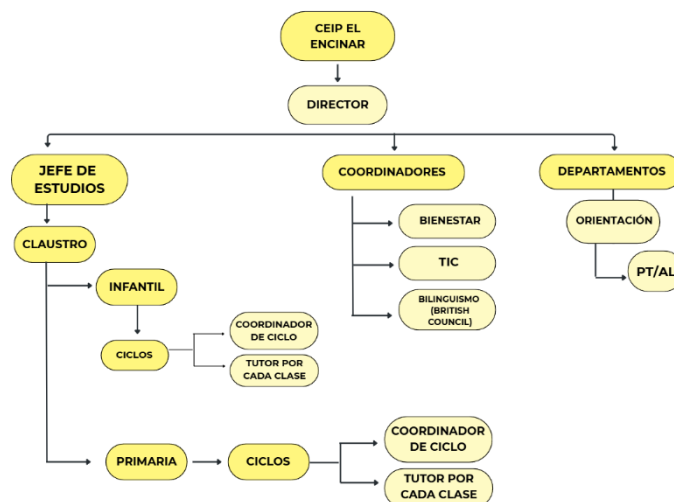 CEIP EL
ENCINAR
DIRECTOR
JEFE DE
ESTUDIOS
COORDINADORES
DEPARTAMENTOS
CLAUSTRO
BIENESTAR
ORIENTACIÓN
TIC
PT/AL
INFANTIL
BILINGUISMO
(BRITISH
COUNCIL)
CICLOS
COORDINADOR
DE CICLO
TUTOR POR
CADA CLASE
PRIMARIA
CICLOS
COORDINADOR
DE CICLO
TUTOR POR
CADA CLASE